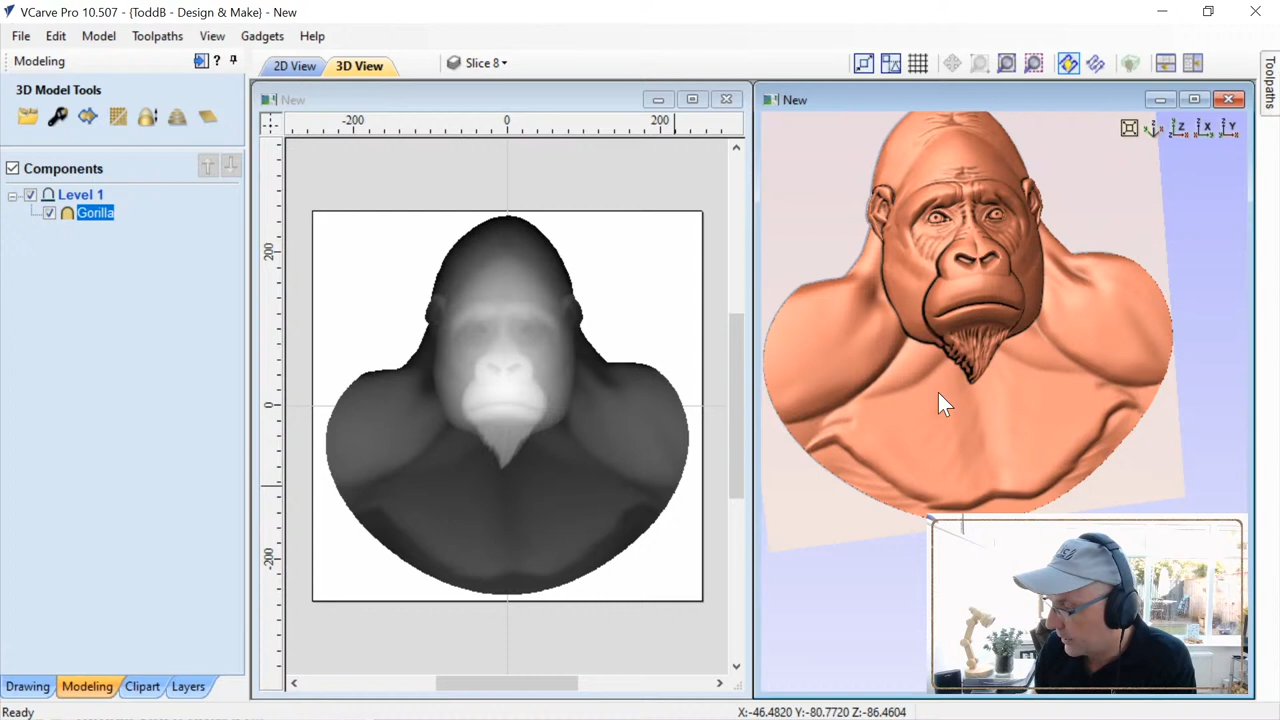 VCarve Pro 10.507 - {ToddB - Design & Make} - New
File Edit Model Toolpaths View Gadgets Help
Modeling
?
2D View
3D View
Slice 8
Toolpaths
3D Model Tools
New
New
-200 0 200
Z X Y
Components
Level 1
Gorilla
200
0
-200
Drawing Modeling Clipart Layers
Ready
X:-46.4820 Y:-80.7720 Z:-86.4604